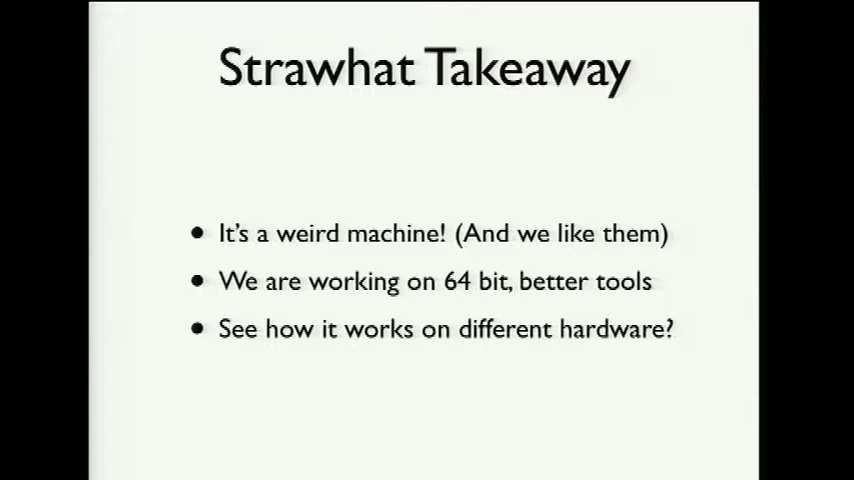 Strawhat Takeaway
• It's a weird machine! (And we like them)
• We are working on 64 bit, better tools
• See how it works on different hardware?